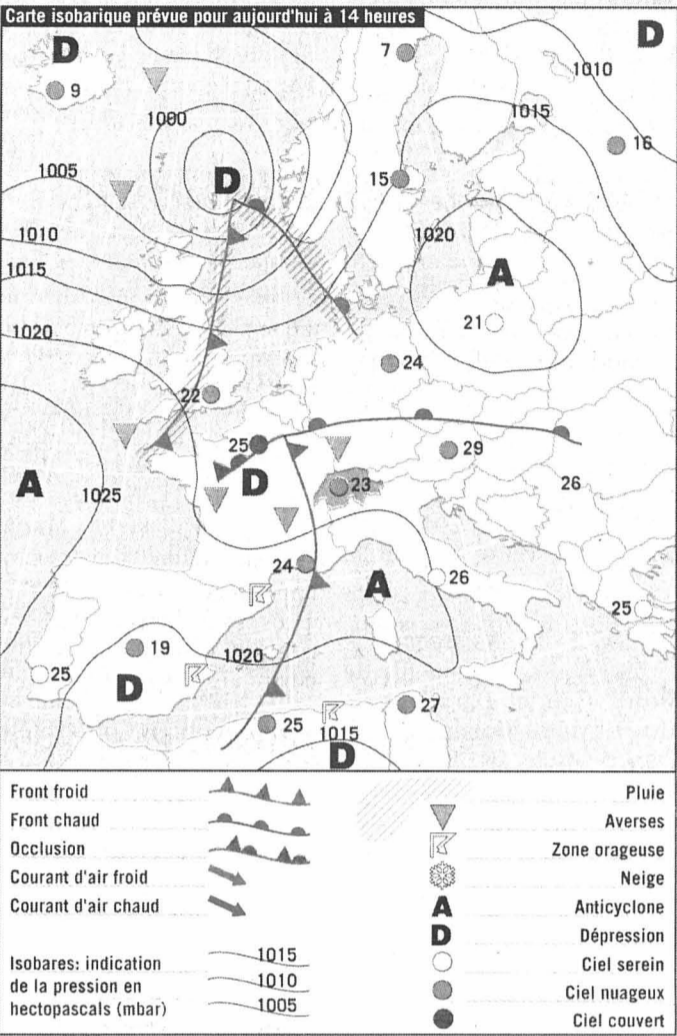 Carte isobarique prévue pour aujourd'hui à 14 heures
D
D
7
9
1010
1000
1015
16
1005
15
D
1010
1020
1015
A
21
1020
24
22
25
29
A
D
1025
23
26
24
A
26
25
19
1020
25
D
27
25
1015
D
Front froid
Front chaud
Occlusion
Courant d'air froid
Courant d'air chaud
Isobares: indication
de la pression en
hectopascals (mbar)
1015
1010
1005
Pluie
Averses
Zone orageuse
Neige
A Anticyclone
D Dépression
Ciel serein
Ciel nuageux
Ciel couvert